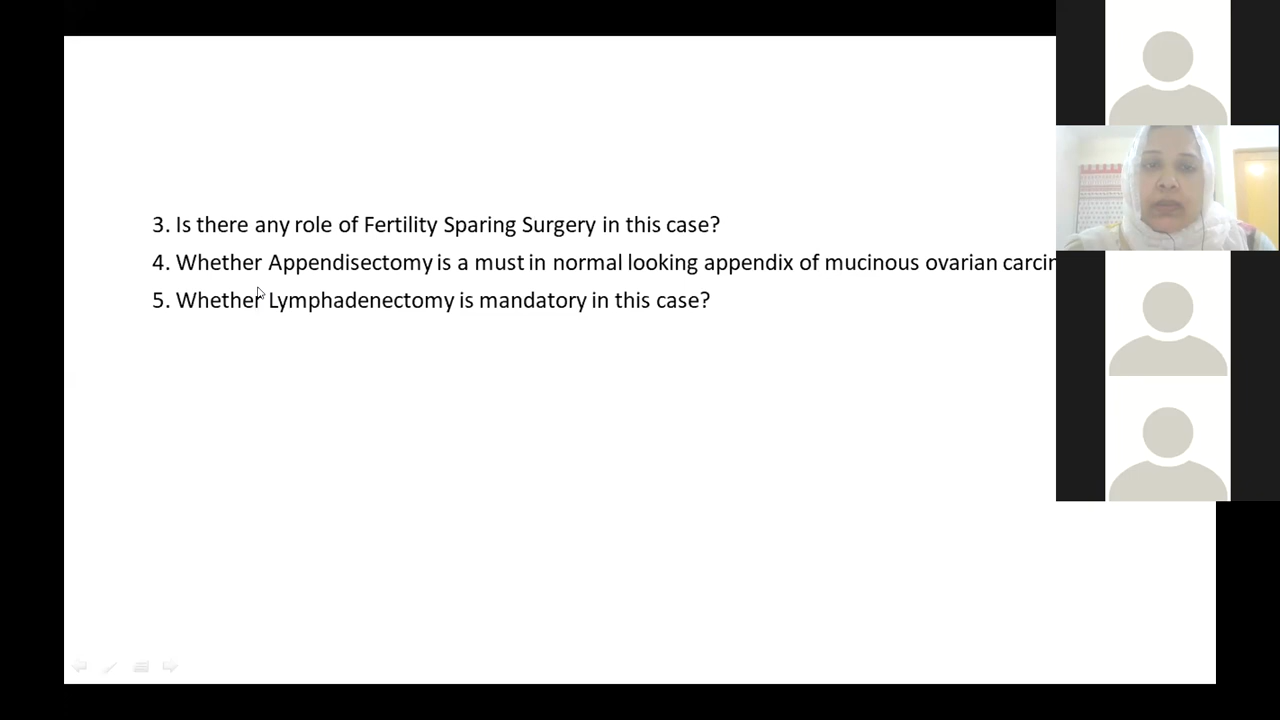 3. Is there any role of Fertility Sparing Surgery in this case?
4. Whether Appendisectomy is a must in normal looking appendix of mucinous ovarian carcin
5. Whether Lymphadenectomy is mandatory in this case?